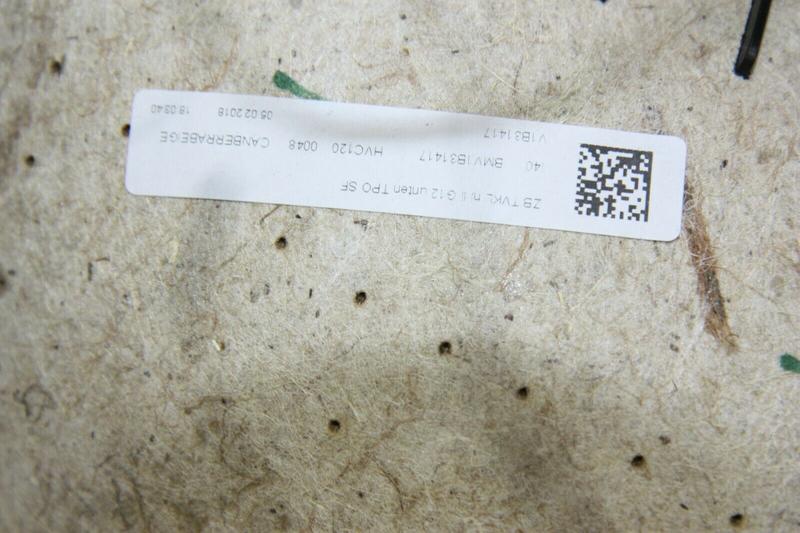 ZB TVKL h. li G12 unten TPO SF
40 BMV1B31417 HVC120 0048 CANBERRABEIGE
V1B31417 05.02.2018 18:03:40